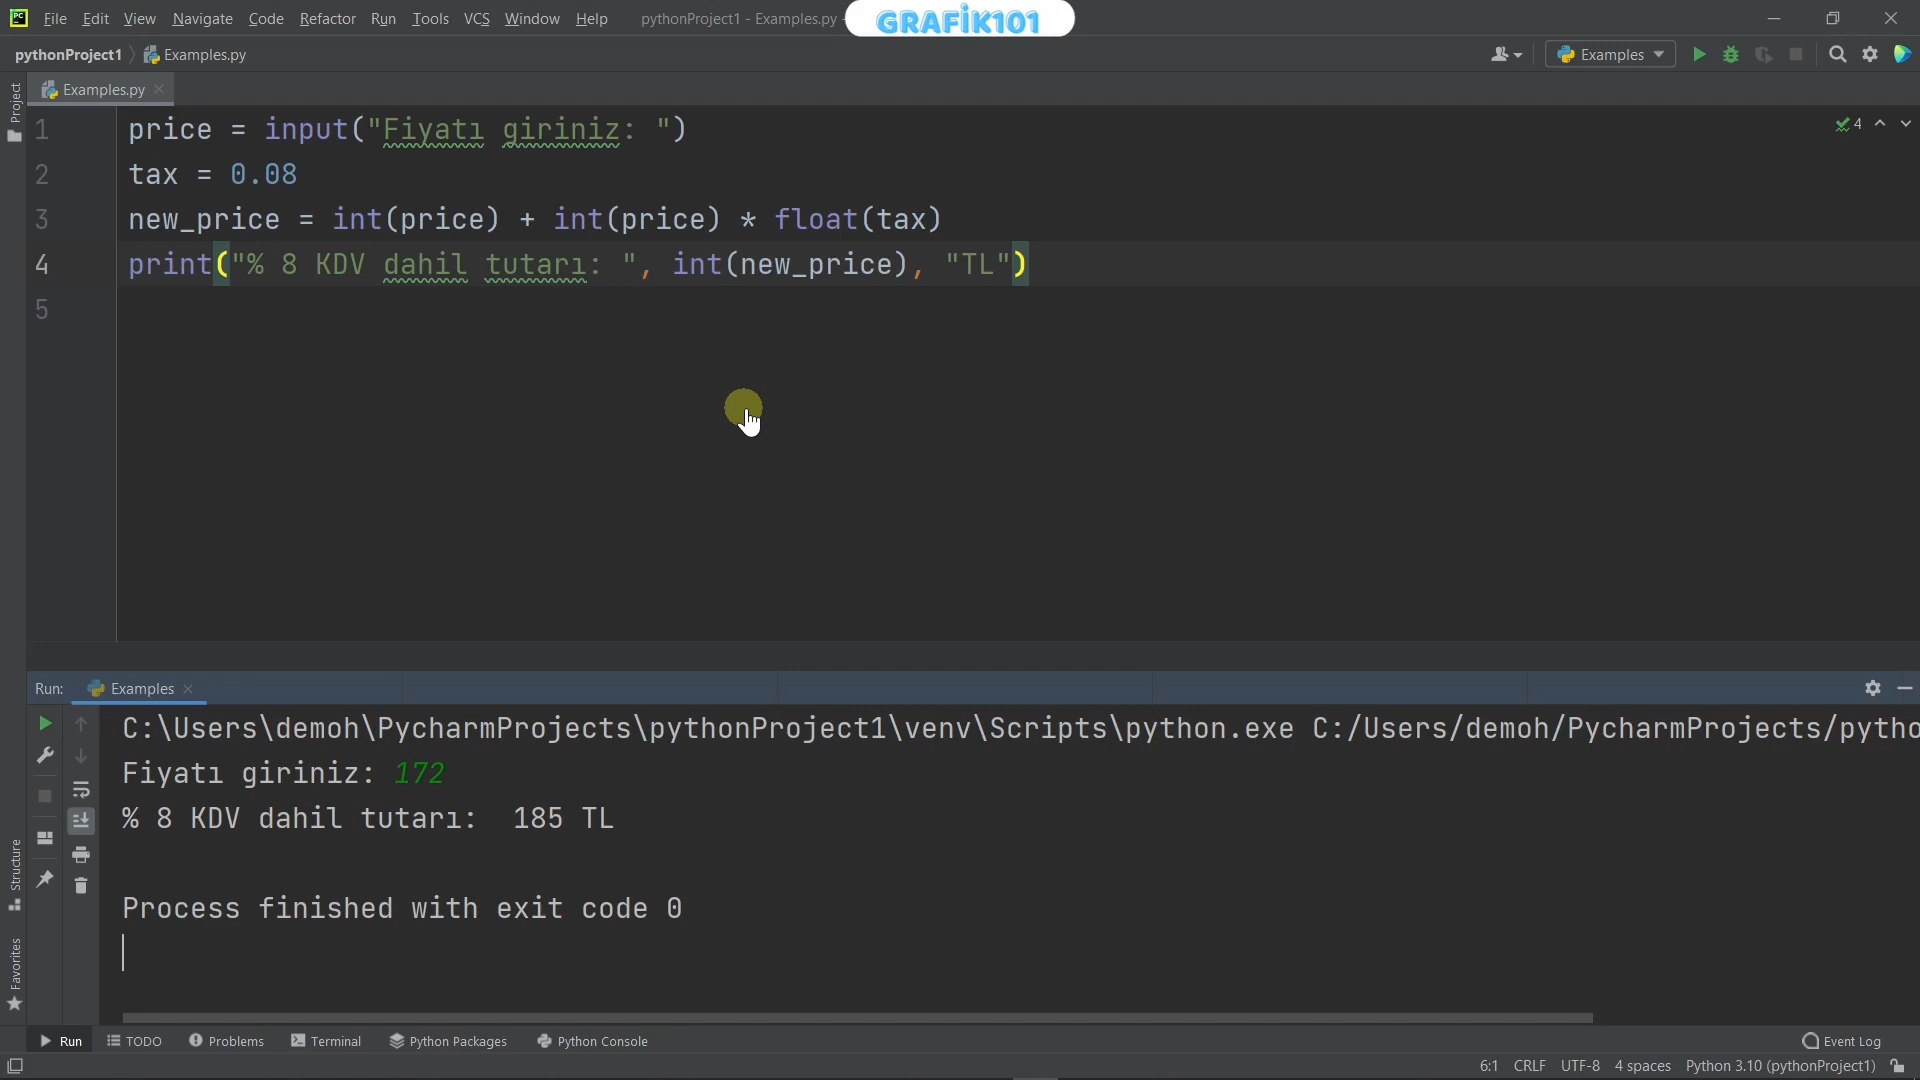 File Edit View Navigate Code Refactor Run Tools VCS Window Help pythonProject1 - Examples.py -
GRAFİK101
pythonProject1 Examples.py
Examples
Project
Examples.py
4
1 price = input("Fiyatı giriniz: ")
2 tax = 0.08
3 new_price = int(price) + int(price) * float(tax)
4 print("% 8 KDV dahil tutarı: ", int(new_price), "TL")
5
Run: Examples
C:\Users\demoh\PycharmProjects\pythonProject1\venv\Scripts\python.exe C:/Users/demoh/PycharmProjects/pytho
Fiyatı giriniz: 172
% 8 KDV dahil tutarı:  185 TL
Process finished with exit code 0
Structure
Favorites
Run TODO Problems Terminal Python Packages Python Console Event Log
6:1 CRLF UTF-8 4 spaces Python 3.10 (pythonProject1)